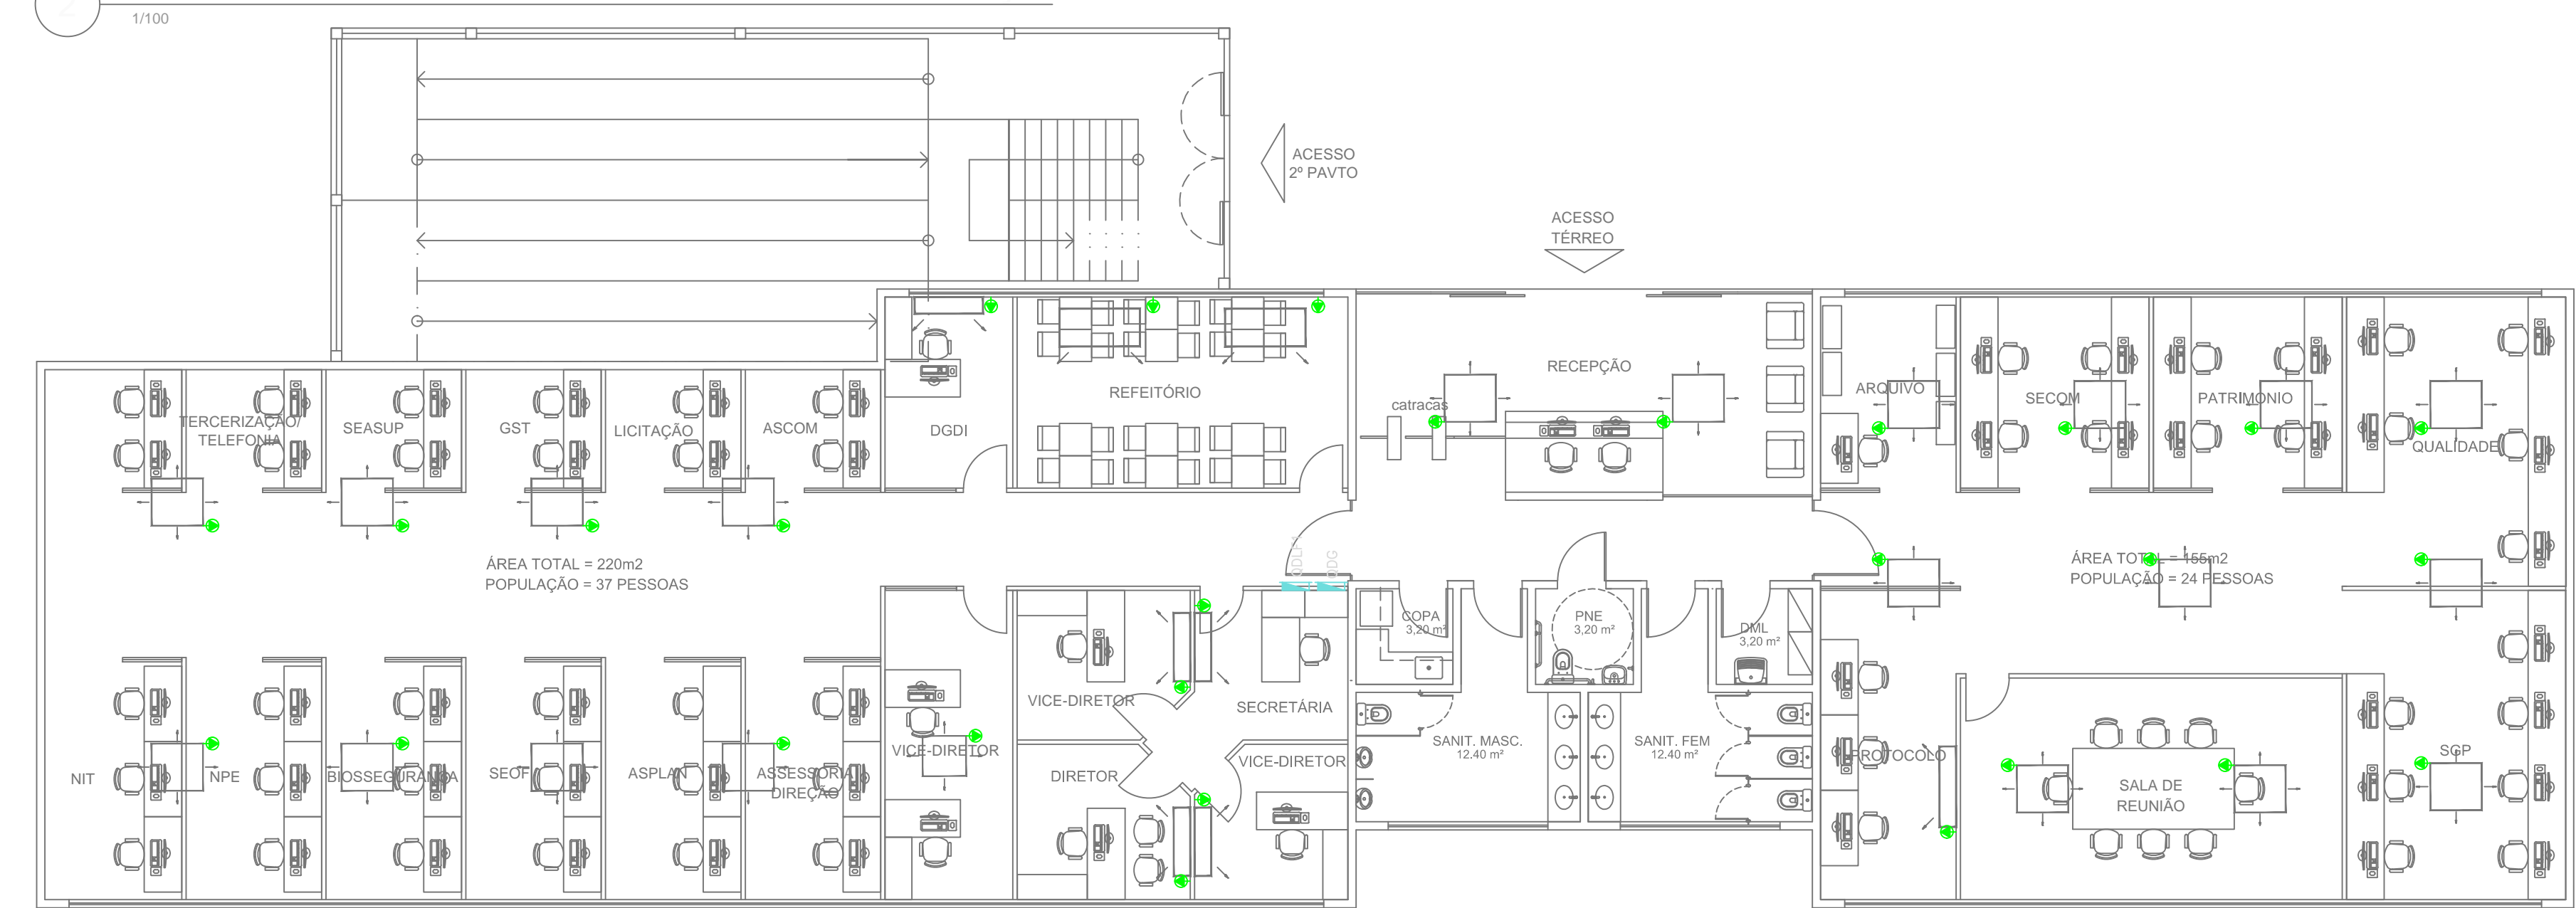 1/100
ACESSO
2º PAVTO
ACESSO
TÉRREO
RECEPÇÃO
REFEITÓRIO
catracas
ARQUIVO
SECOM
PATRIMONIO
QUALIDADE
TERCERIZAÇÃO/
TELEFONIA
SEASUP
GST
LICITAÇÃO
ASCOM
DGDI
ÁREA TOTAL = 220m2
POPULAÇÃO = 37 PESSOAS
QDLF1
QDG
ÁREA TOTAL = 155m2
POPULAÇÃO = 24 PESSOAS
COPA
3,20 m²
PNE
3,20 m²
DML
3,20 m²
VICE-DIRETOR
SECRETÁRIA
VICE-DIRETOR
SANIT. MASC.
12.40 m²
SANIT. FEM
12.40 m²
PROTOCOLO
SGP
NIT
NPE
BIOSSEGURANÇA
SEOF
ASPLAN
ASSESSORIA
DIREÇÃO
DIRETOR
VICE-DIRETOR
SALA DE
REUNIÃO